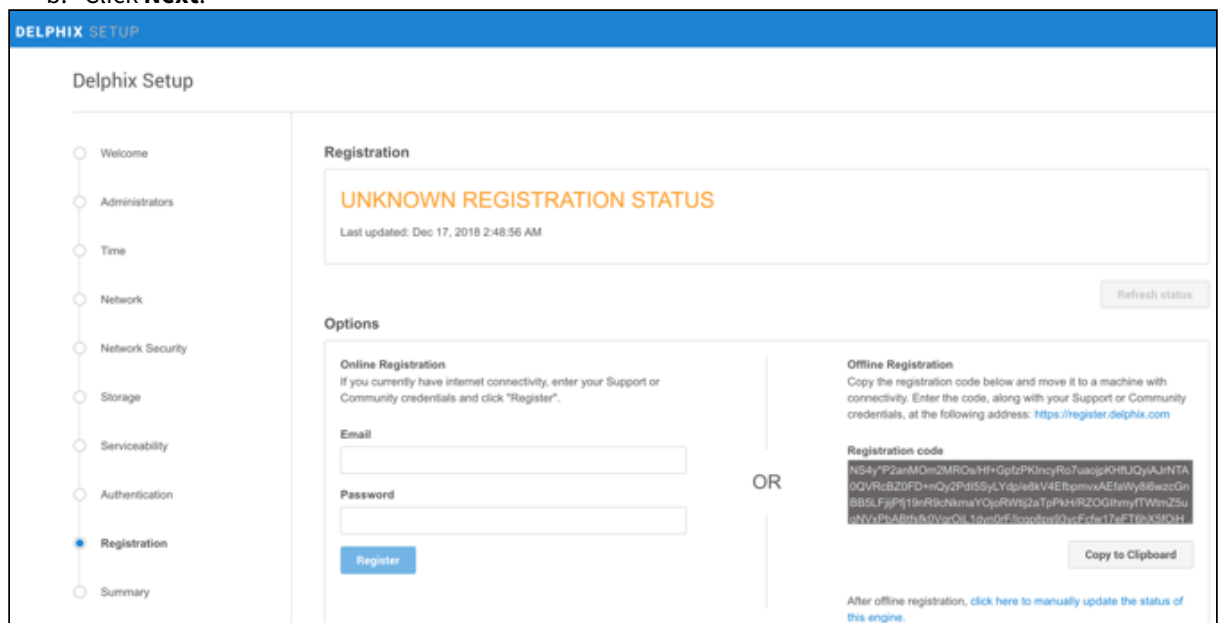 b. Click Next.
DELPHIX SETUP
Delphix Setup
Welcome
Administrators
Time
Network
Network Security
Storage
Serviceability
Authentication
Registration
Summary
Registration
UNKNOWN REGISTRATION STATUS
Last updated: Dec 17, 2018 2:48:56 AM
Refresh status
Options
Online Registration
If you currently have internet connectivity, enter your Support or
Community credentials and click "Register".
Email
Password
Register
OR
Offline Registration
Copy the registration code below and move it to a machine with
connectivity. Enter the code, along with your Support or Community
credentials, at the following address: https://register.delphix.com
Registration code
Copy to Clipboard
After offline registration, click here to manually update the status of
this engine.